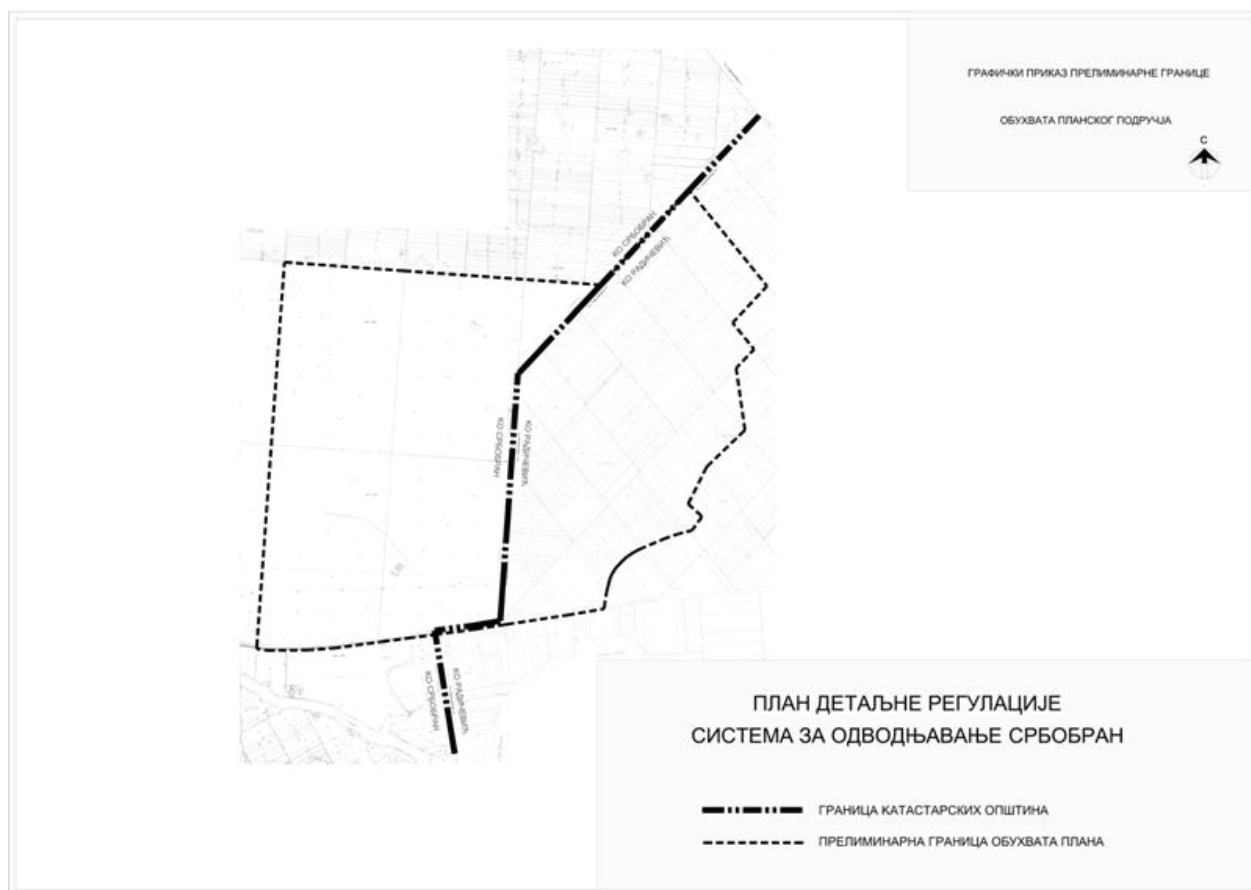 ГРАФИЧКИ ПРИКАЗ ПРЕЛИМИНАРНЕ ГРАНИЦЕ
ОБУХВАТА ПЛАНСКОГ ПОДРУЧЈА
С
КО СРБОБРАН
КО РАДИЧЕВИЋ
КО РАДИЧЕВИЋ
КО СРБОБРАН
КО РАДИЧЕВИЋ
КО СРБОБРАН
ПЛАН ДЕТАЉНЕ РЕГУЛАЦИЈЕ
СИСТЕМА ЗА ОДВОДЊАВАЊЕ СРБОБРАН
ГРАНИЦА КАТАСТАРСКИХ ОПШТИНА
ПРЕЛИМИНАРНА ГРАНИЦА ОБУХВАТА ПЛАНА